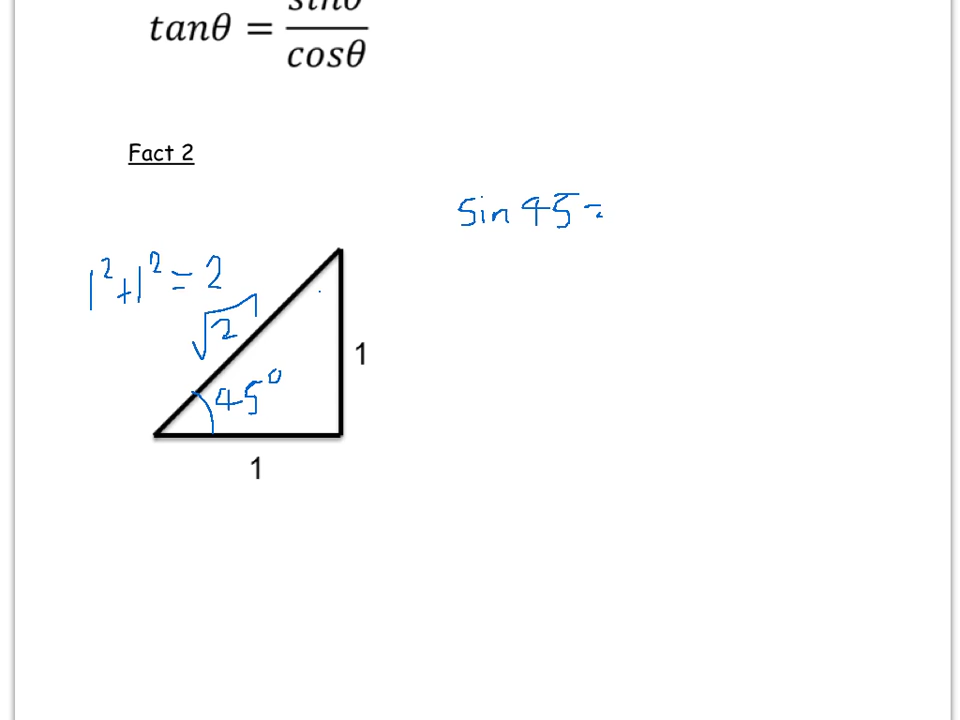 tanθ = sinθ/cosθ
Fact 2
sin 45 =
1² + 1² = 2
√2
1
45°
1